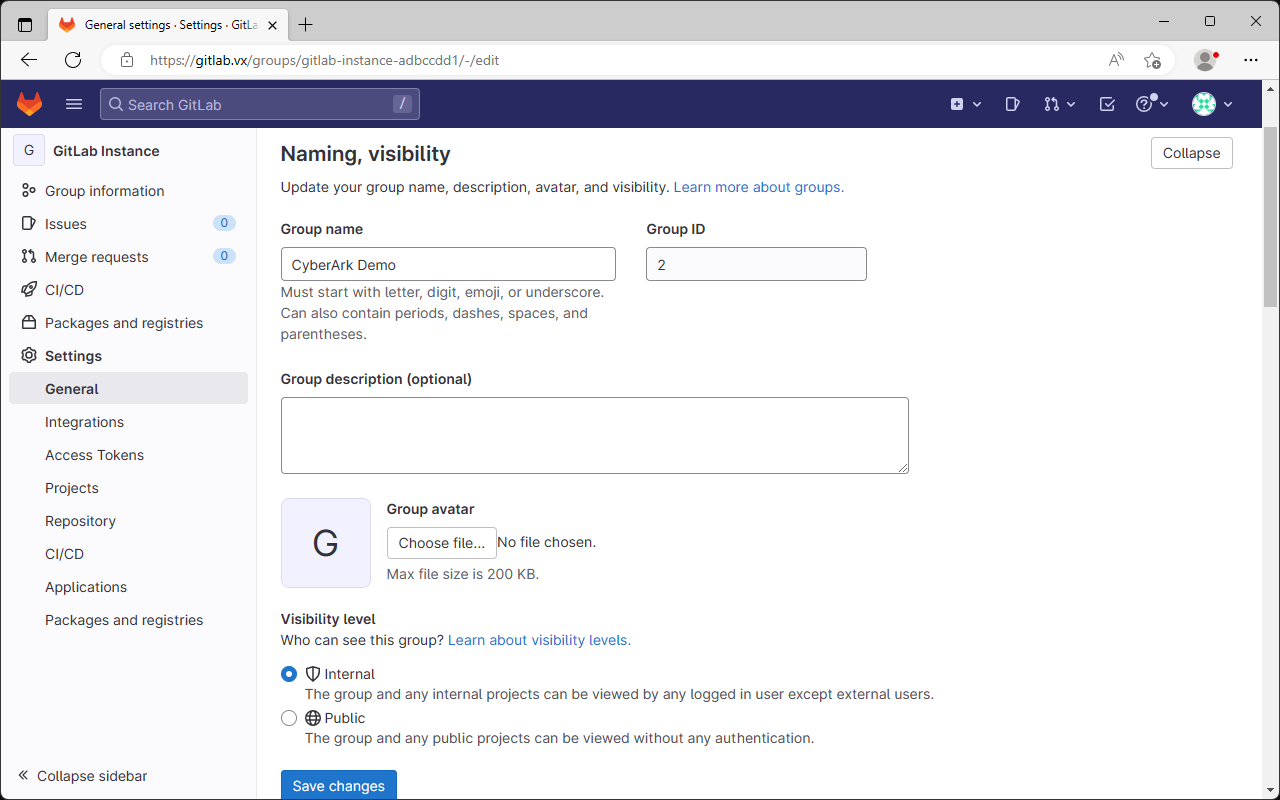 General settings · Settings · GitLa
https://gitlab.vx/groups/gitlab-instance-adbccdd1/-/edit
Search GitLab
/
G GitLab Instance
Group information
Issues 0
Merge requests 0
CI/CD
Packages and registries
Settings
General
Integrations
Access Tokens
Projects
Repository
CI/CD
Applications
Packages and registries
Collapse sidebar
Naming, visibility
Collapse
Update your group name, description, avatar, and visibility. Learn more about groups.
Group name
Group ID
CyberArk Demo
2
Must start with letter, digit, emoji, or underscore.
Can also contain periods, dashes, spaces, and
parentheses.
Group description (optional)
G
Group avatar
Choose file... No file chosen.
Max file size is 200 KB.
Visibility level
Who can see this group? Learn about visibility levels.
Internal
The group and any internal projects can be viewed by any logged in user except external users.
Public
The group and any public projects can be viewed without any authentication.
Save changes